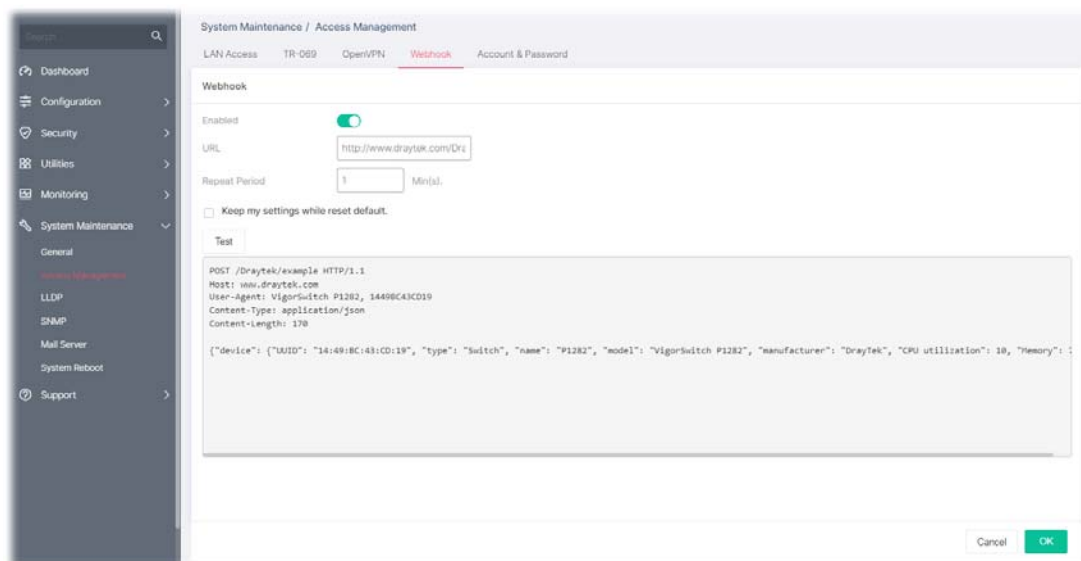 Search
Dashboard
Configuration
Security
Utilities
Monitoring
System Maintenance
General
Access Management
LLDP
SNMP
Mail Server
System Reboot
Support
System Maintenance / Access Management
LAN Access TR-069 OpenVPN Webhook Account & Password
Webhook
Enabled
URL http://www.draytek.com/Dra
Repeat Period 1 Min(s).
Keep my settings while reset default.
Test
POST /Draytek/example HTTP/1.1
Host: www.draytek.com
User-Agent: VigorSwitch P1282, 14498C43CD19
Content-Type: application/json
Content-Length: 170
{"device": {"UUID": "14:49:BC:43:CD:19", "type": "Switch", "name": "P1282", "model": "VigorSwitch P1282", "manufacturer": "DrayTek", "CPU utilization": 10, "Memory":
Cancel OK